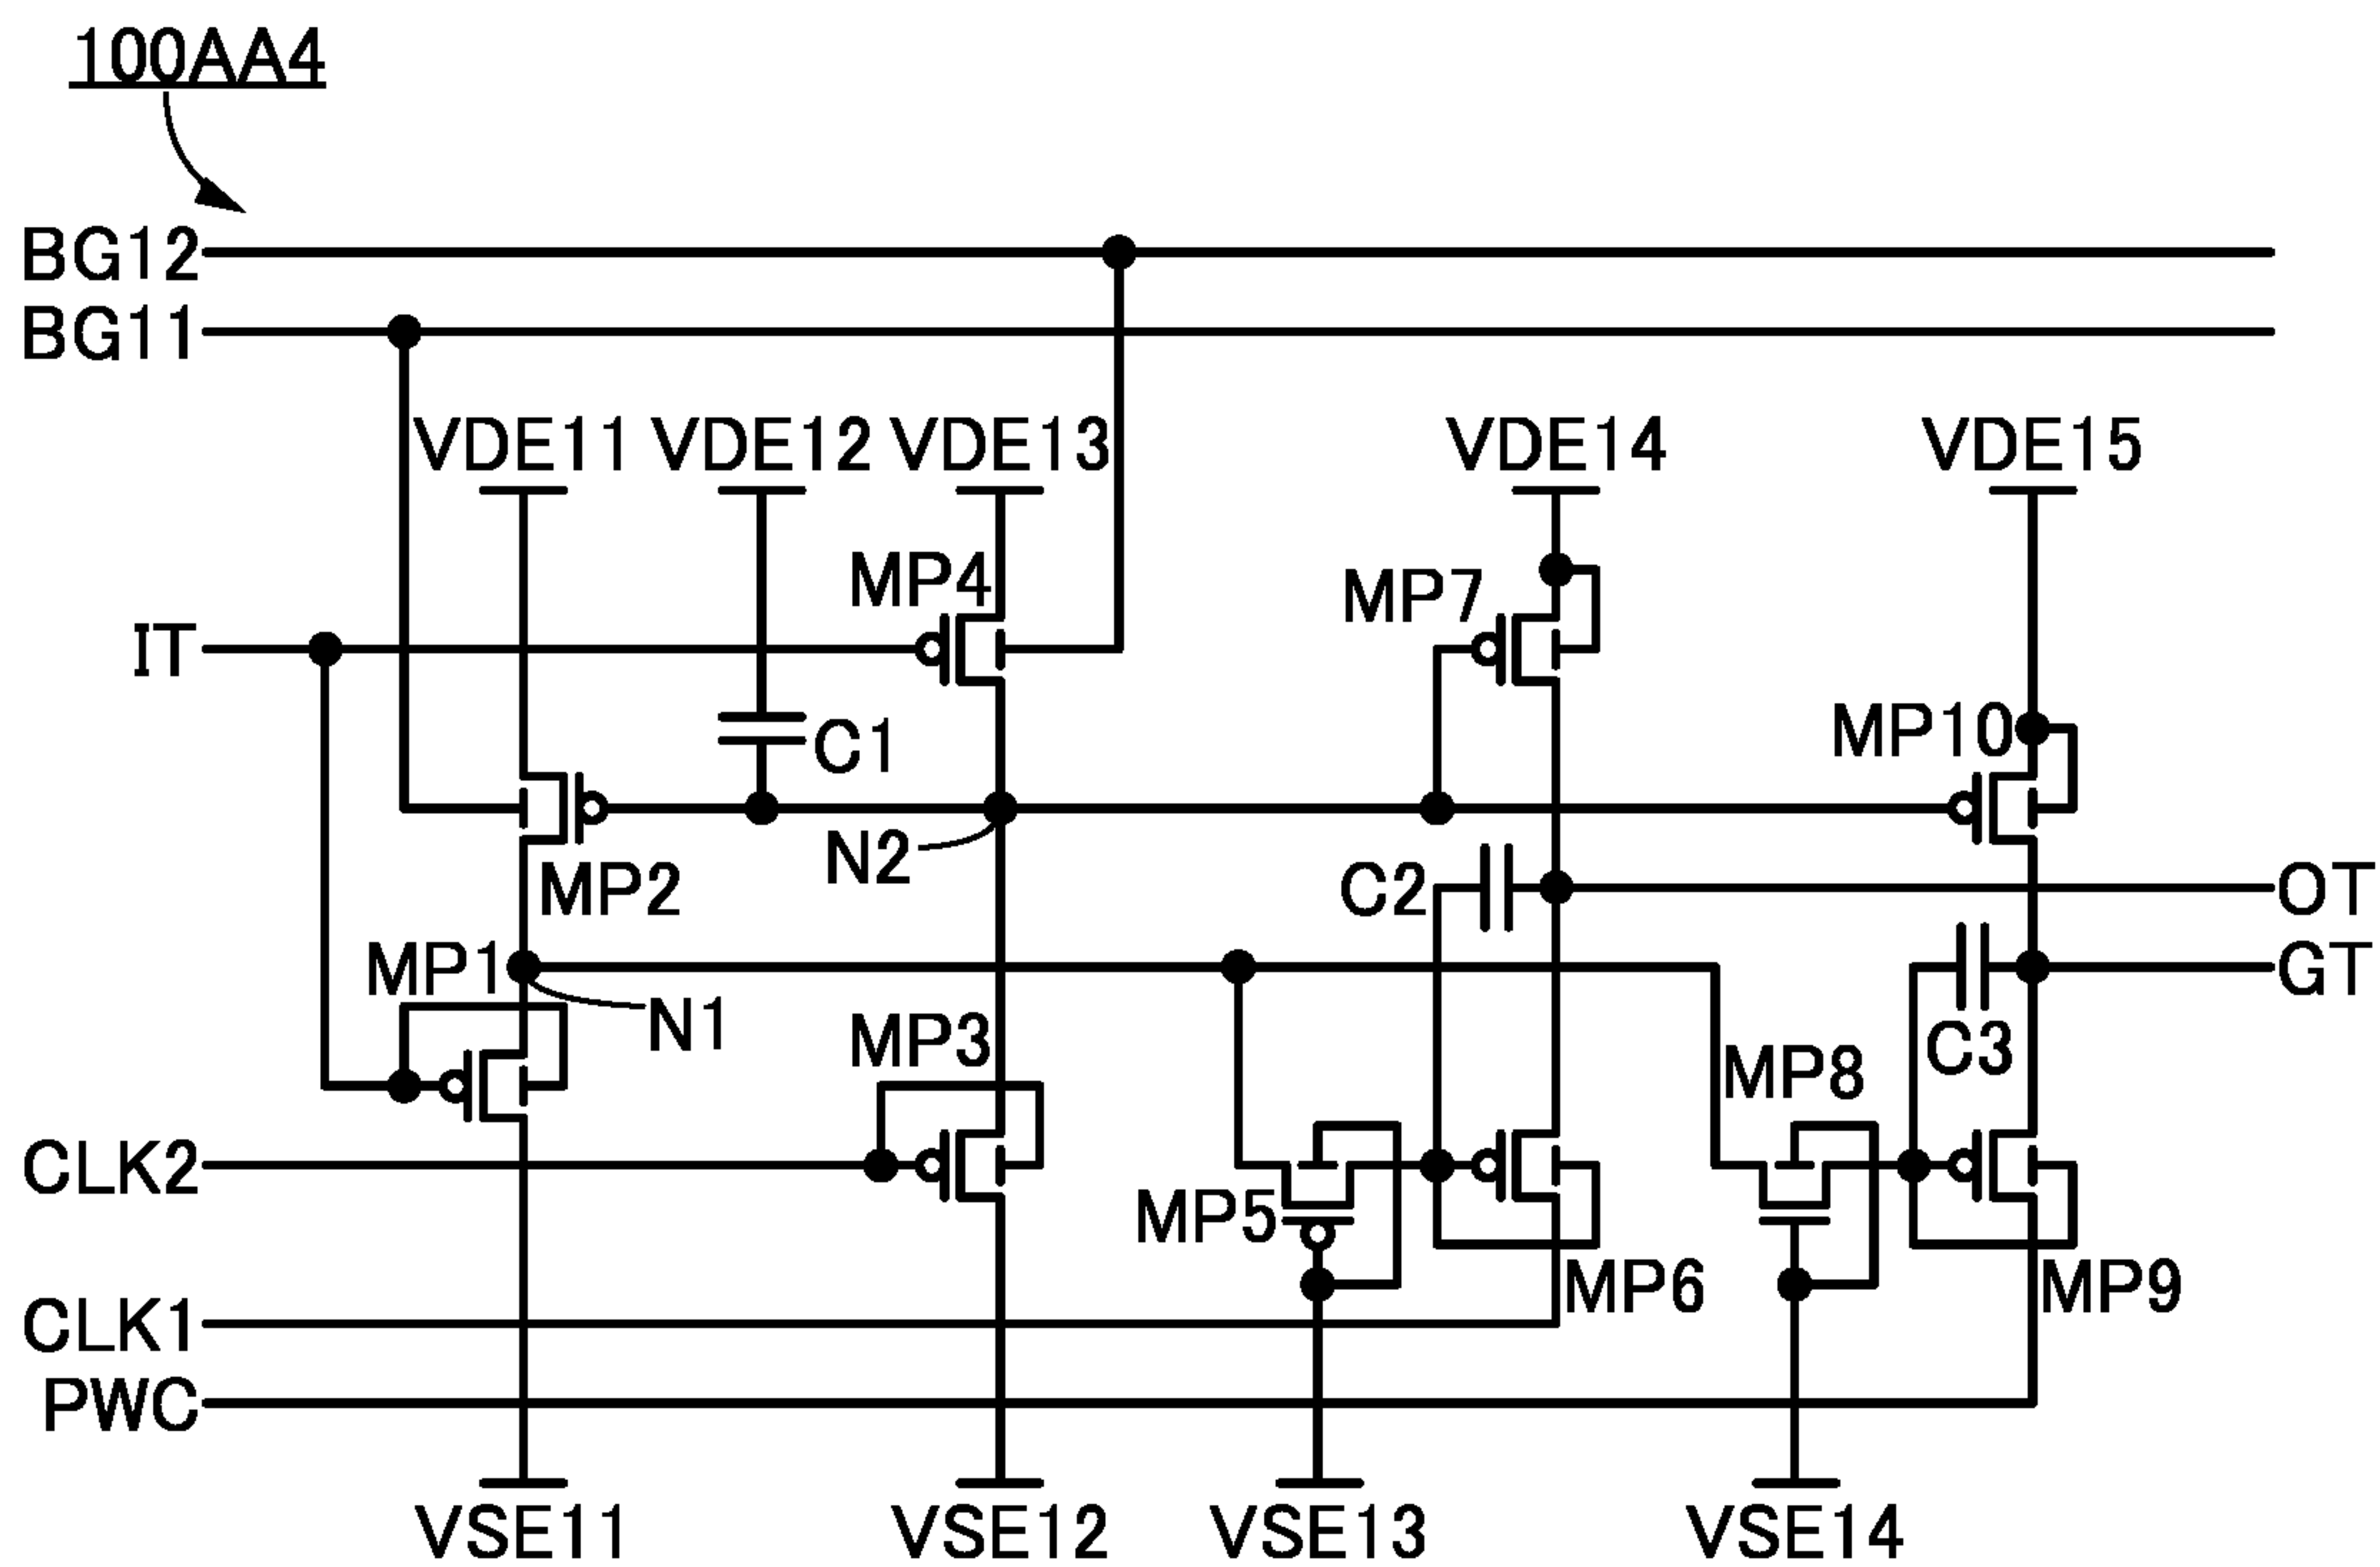 100AA4
BG12
BG11
VDE11 VDE12 VDE13 VDE14 VDE15
MP4
MP7
IT
MP10
C1
N2
MP2
C2
OT
MP1
GT
N1
MP3
C3
MP8
CLK2
MP5
MP6
MP9
CLK1
PWC
VSE11 VSE12 VSE13 VSE14